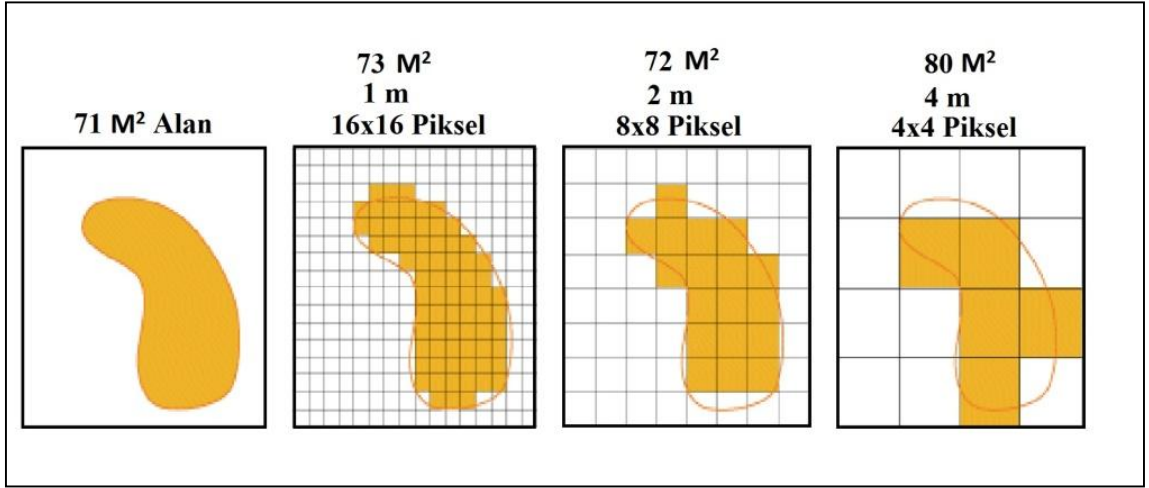 71 M² Alan
73 M²
1 m
16x16 Piksel
72 M²
2 m
8x8 Piksel
80 M²
4 m
4x4 Piksel